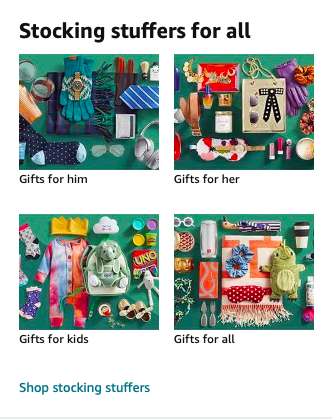 Stocking stuffers for all
Gifts for him
Gifts for her
UNO
Gifts for kids
Gifts for all
Shop stocking stuffers